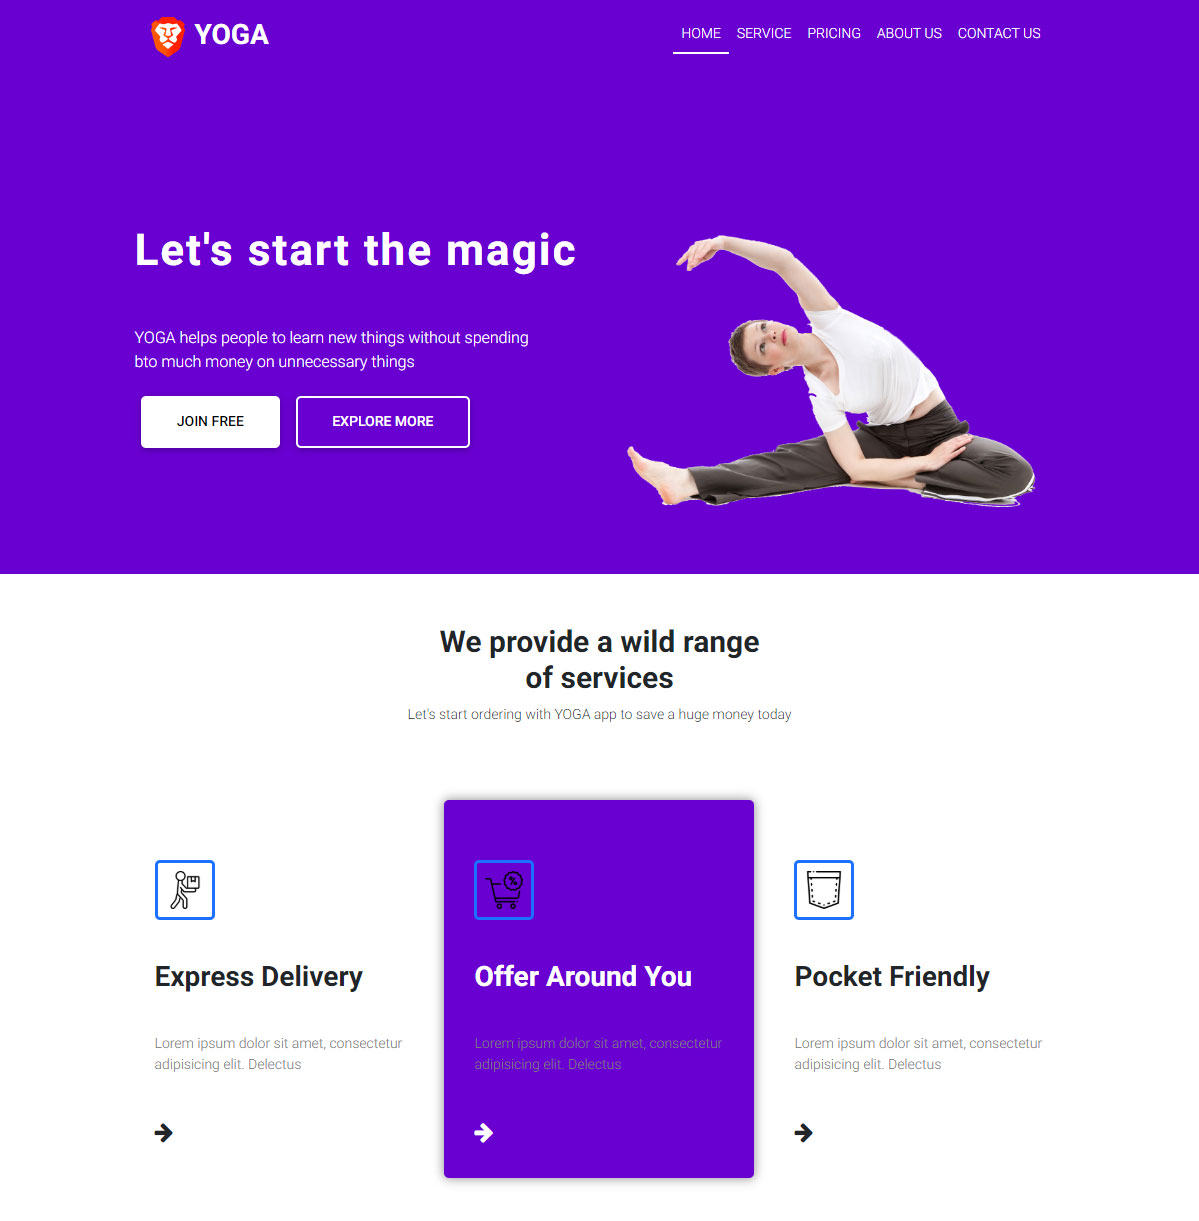 YOGA
HOME SERVICE PRICING ABOUT US CONTACT US
Let's start the magic
YOGA helps people to learn new things without spending
bto much money on unnecessary things
JOIN FREE EXPLORE MORE
We provide a wild range
of services
Let's start ordering with YOGA app to save a huge money today
Express Delivery
Lorem ipsum dolor sit amet, consectetur
adipisicing elit. Delectus
%
Offer Around You
Lorem ipsum dolor sit amet, consectetur
adipisicing elit. Delectus
Pocket Friendly
Lorem ipsum dolor sit amet, consectetur
adipisicing elit. Delectus